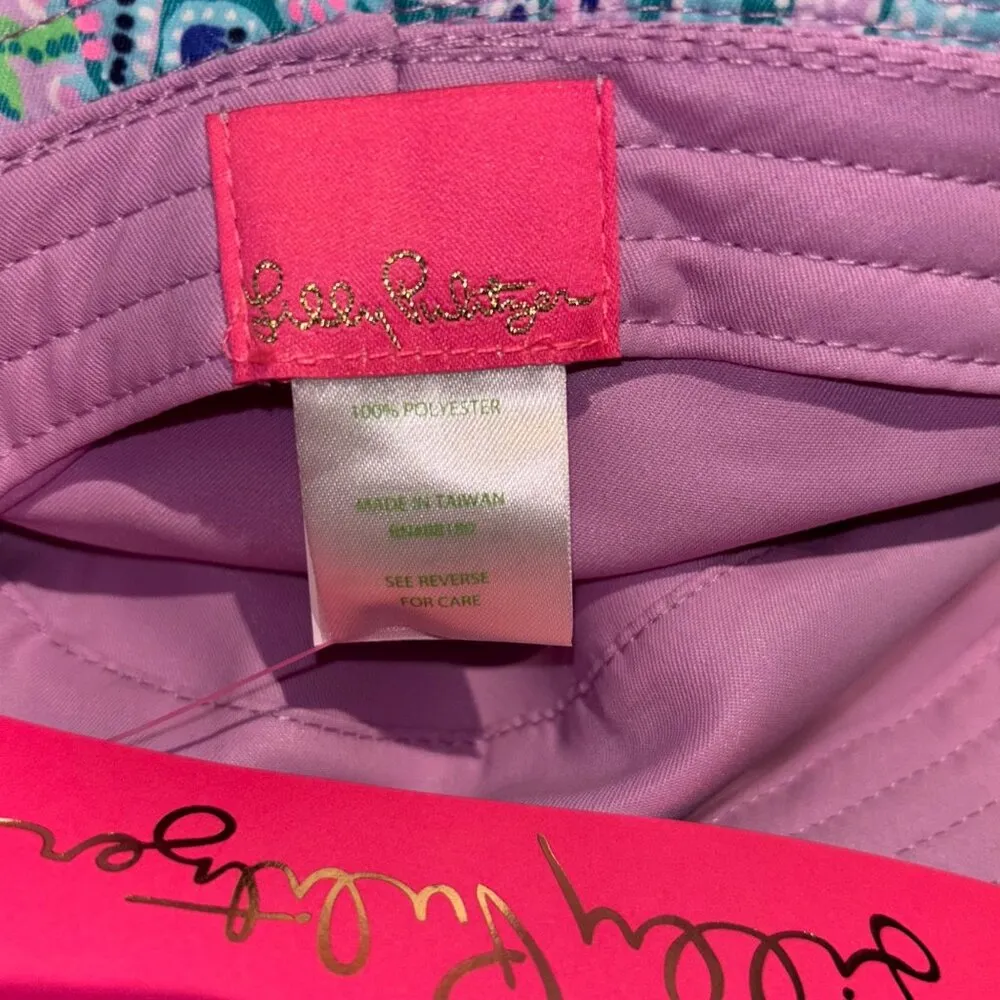 Lilly Pulitzer
100% POLYESTER
MADE IN TAIWAN
SEE REVERSE
FOR CARE
Lilly Pulitzer